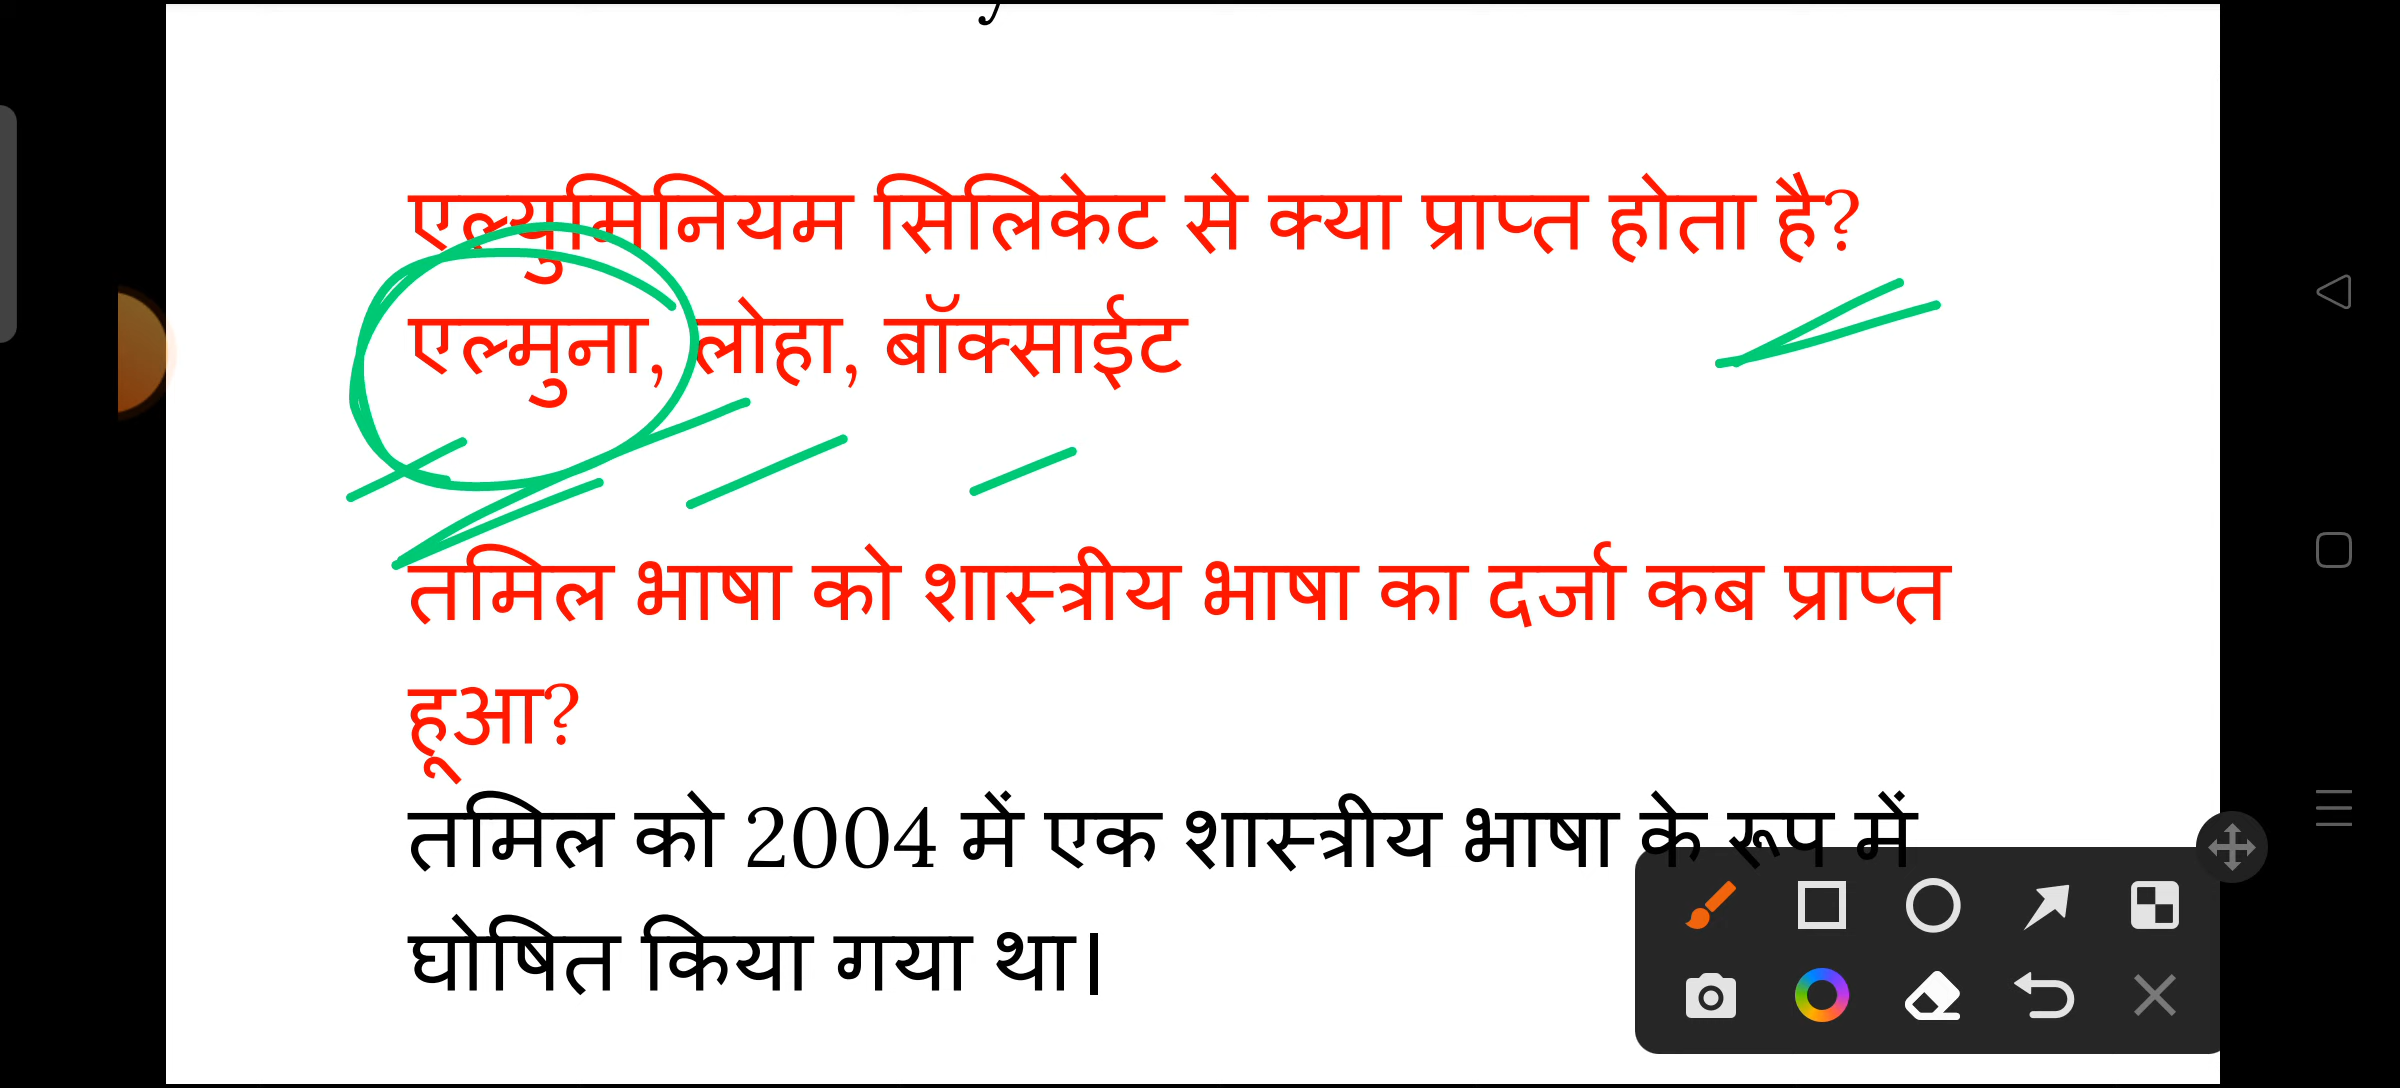 एल्युमिनियम सिलिकेट से क्या प्राप्त होता है?
एल्मुना, लोहा, बॉक्साईट
तमिल भाषा को शास्त्रीय भाषा का दर्जा कब प्राप्त
हूआ?
तमिल को 2004 में एक शास्त्रीय भाषा के रूप में
घोषित किया गया था।